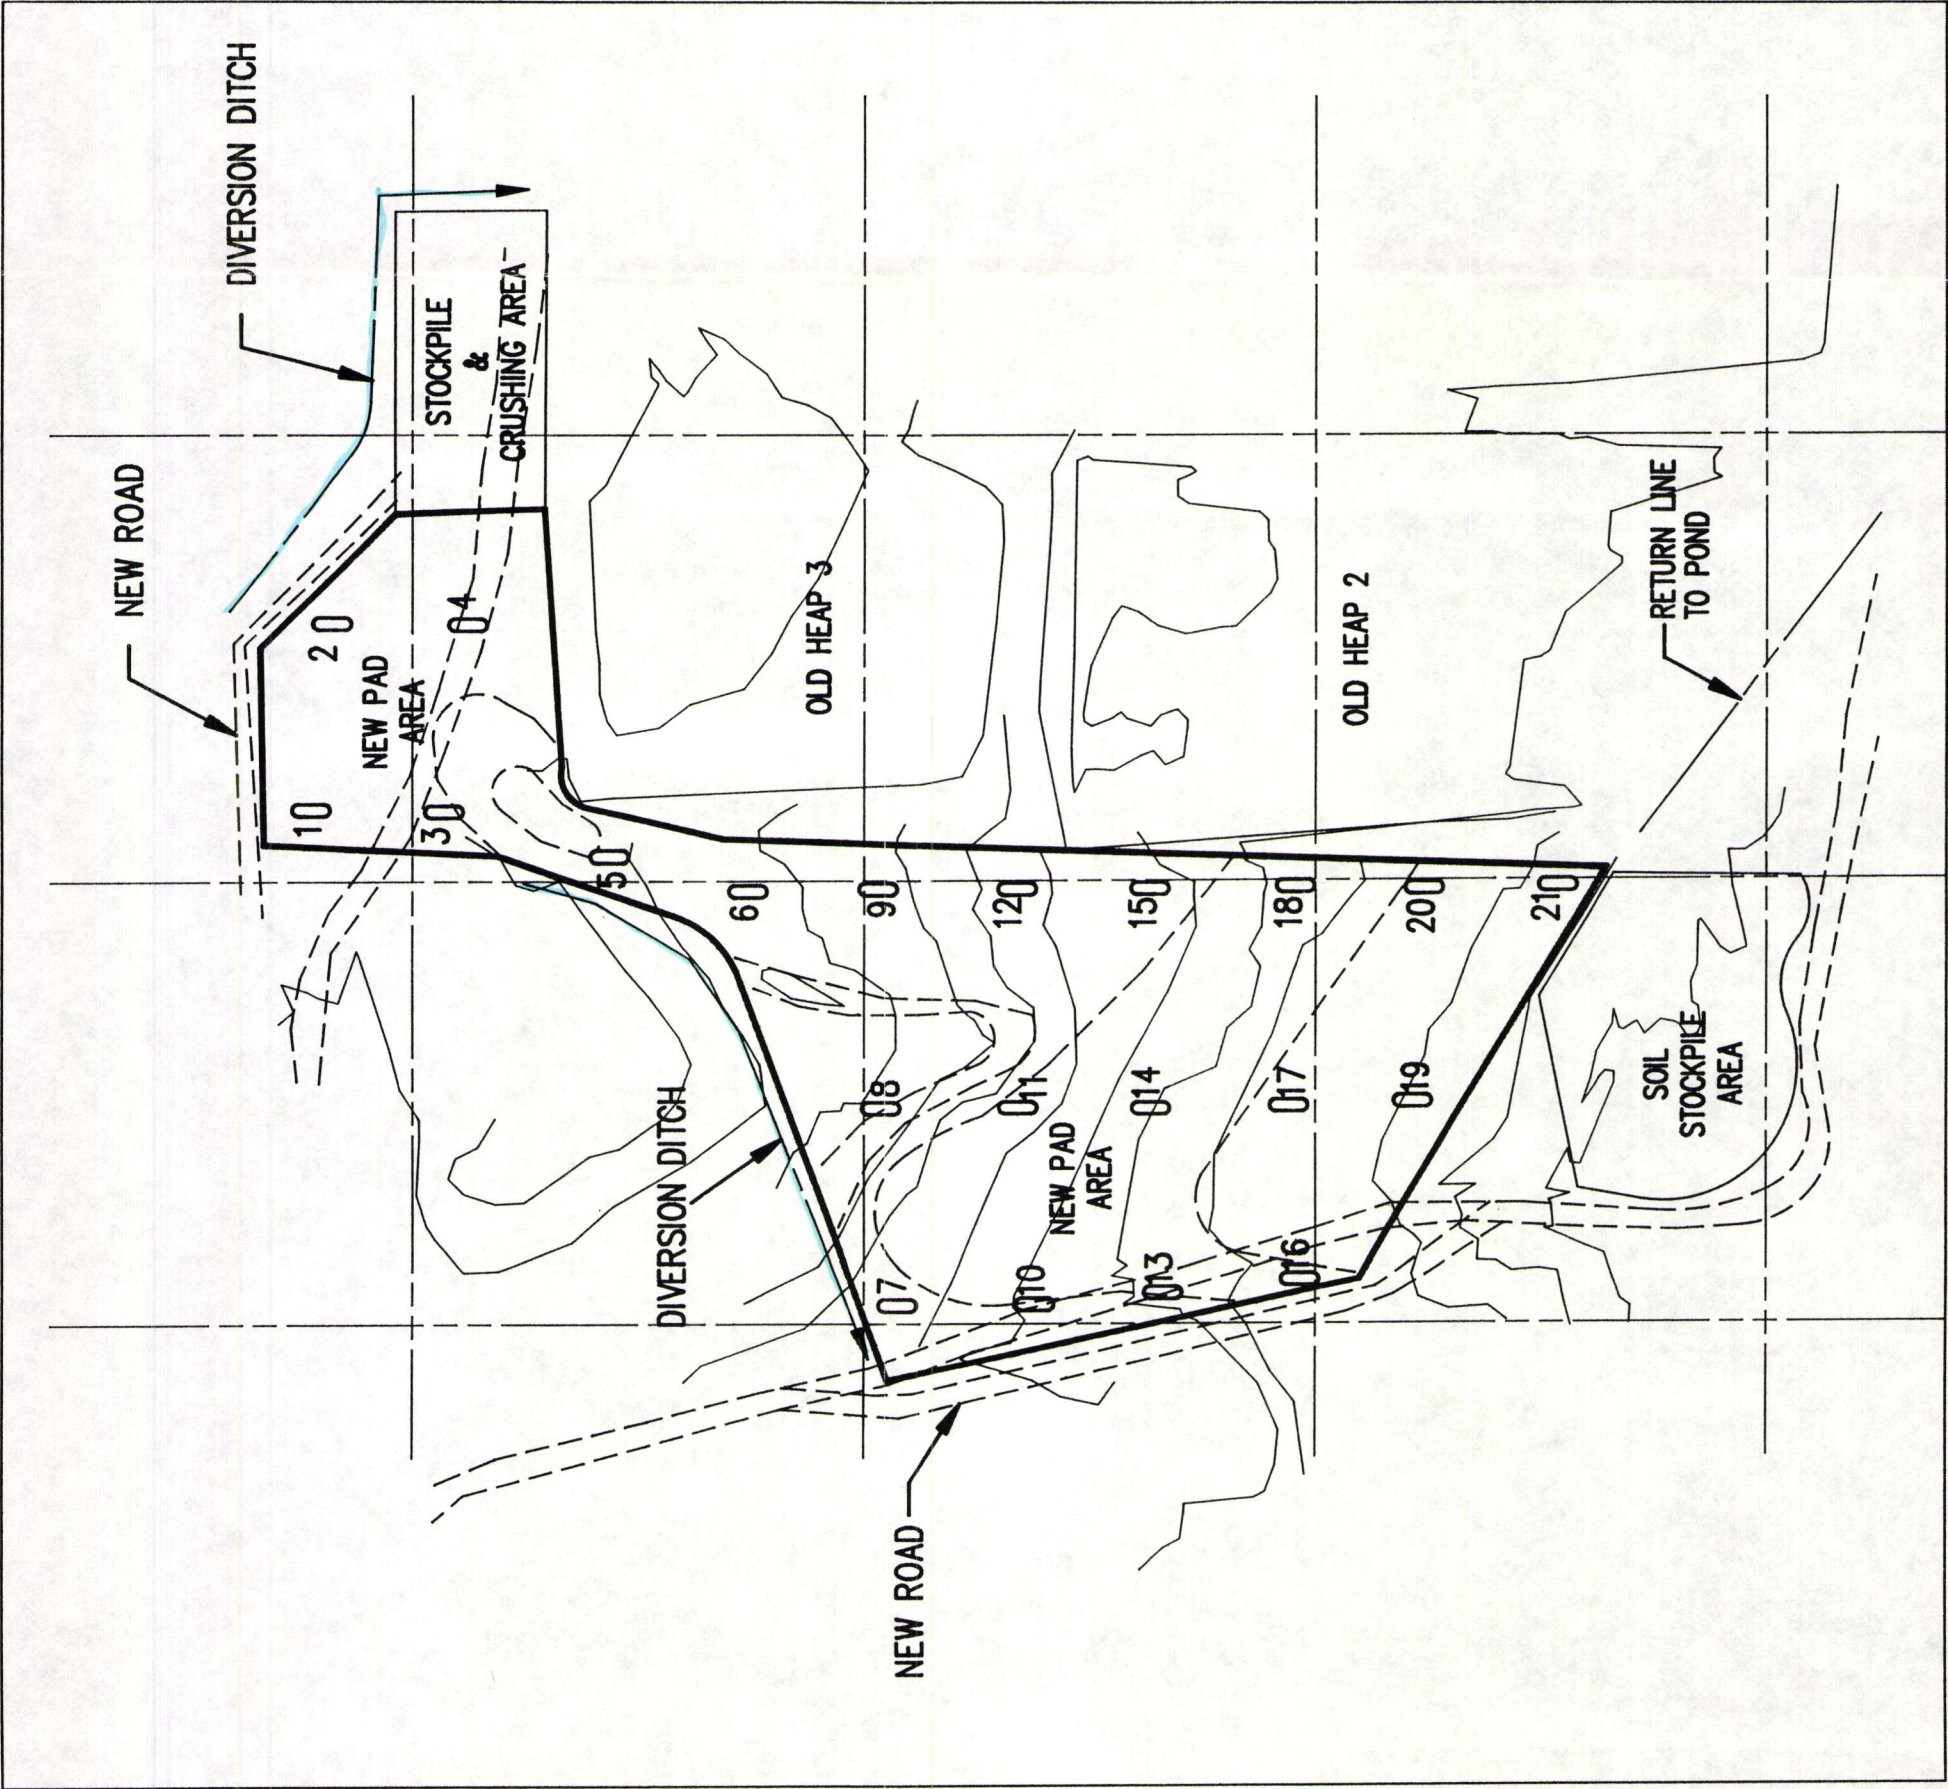 NEW ROAD
DIVERSION DITCH
10
2 0
NEW PAD
AREA
STOCKPILE
&
CRUSHING AREA
30
04
50
DIVERSION DITCH
60
OLD HEAP 3
07
08
90
NEW ROAD
010
011
120
NEW PAD
AREA
013
014
150
016
017
180
OLD HEAP 2
019
200
210
SOIL
STOCKPILE
AREA
RETURN LINE
TO POND